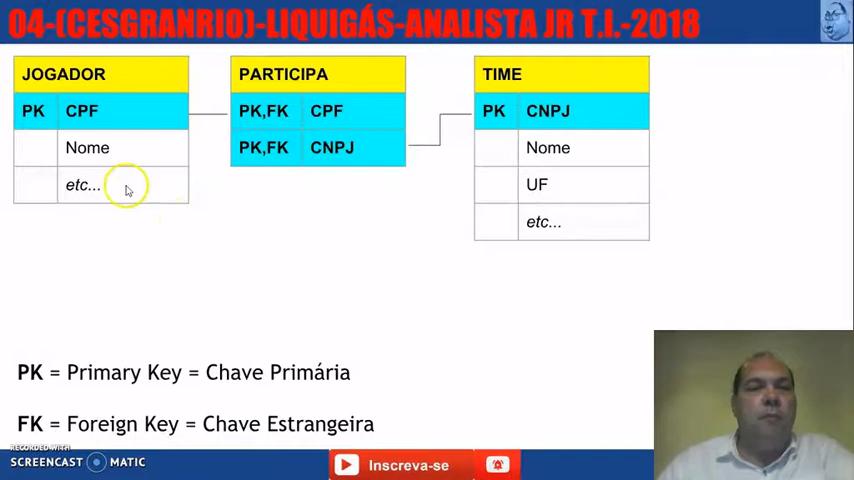 04-(CESGRANRIO)-LIQUIGÁS-ANALISTA JR T.I.-2018
JOGADOR
PK CPF
Nome
etc...
PARTICIPA
PK,FK CPF
PK,FK CNPJ
TIME
PK CNPJ
Nome
UF
etc...
PK = Primary Key = Chave Primária
FK = Foreign Key = Chave Estrangeira
RECORDED WITH
SCREENCAST MATIC
Inscreva-se